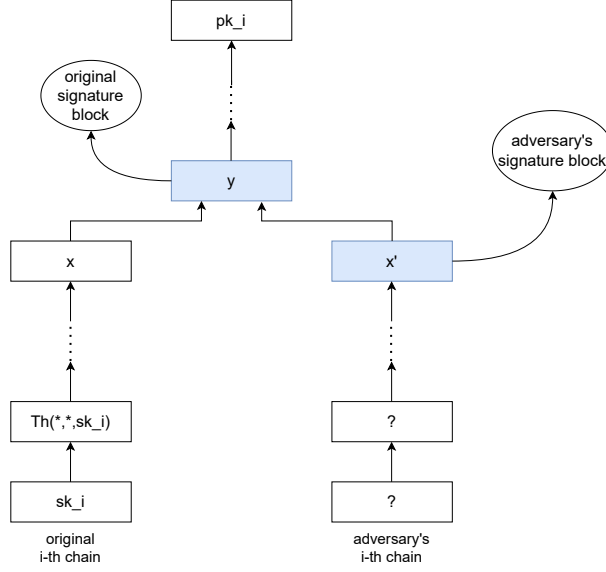 pk_i
original
signature
block
adversary's
signature block
y
x
x'
Th(*,*,sk_i)
?
sk_i
?
original
i-th chain
adversary's
i-th chain